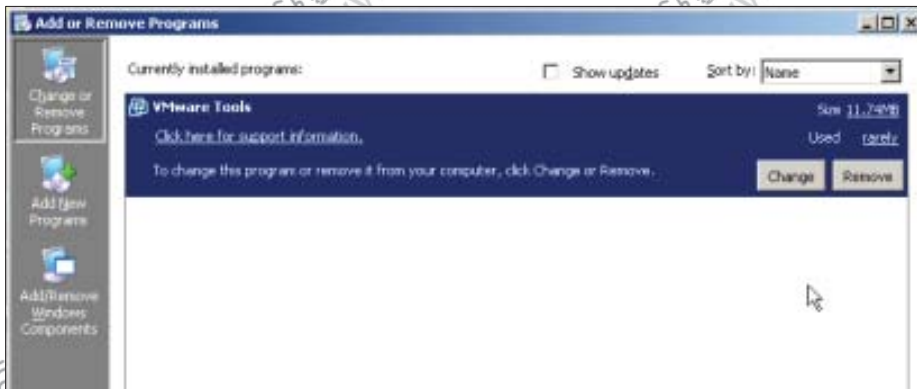 Add or Remove Programs
Change or
Remove
Programs
Currently installed programs:
Show updates
Sort by: Name
VMware Tools
Size 11.74MB
Click here for support information.
Used rarely
To change this program or remove it from your computer, click Change or Remove.
Change Remove
Add New
Programs
Add/Remove
Windows
Components